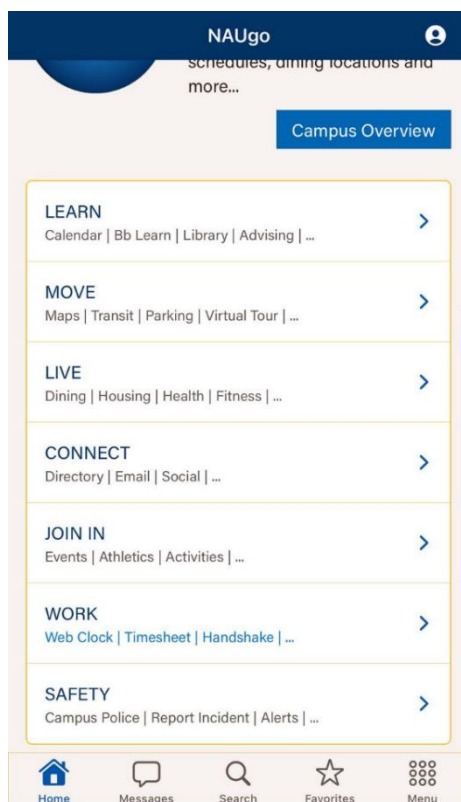 NAUgo
schedules, dining locations and
more...
Campus Overview
LEARN
Calendar | Bb Learn | Library | Advising | ...
MOVE
Maps | Transit | Parking | Virtual Tour | ...
LIVE
Dining | Housing | Health | Fitness | ...
CONNECT
Directory | Email | Social | ...
JOIN IN
Events | Athletics | Activities | ...
WORK
Web Clock | Timesheet | Handshake | ...
SAFETY
Campus Police | Report Incident | Alerts | ...
Home Messages Search Favorites Menu